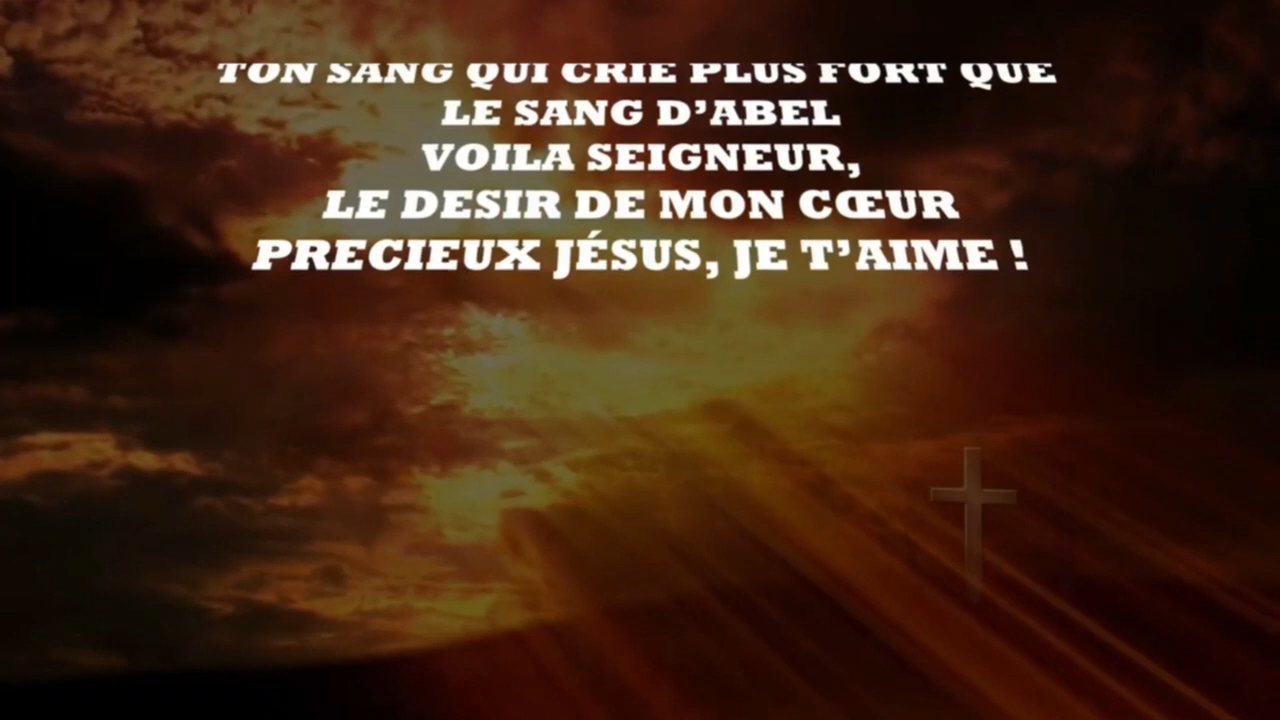 TON SANG QUI CRIE PLUS FORT QUE
LE SANG D'ABEL
VOILA SEIGNEUR,
LE DESIR DE MON CŒUR
PRECIEUX JÉSUS, JE T'AIME !